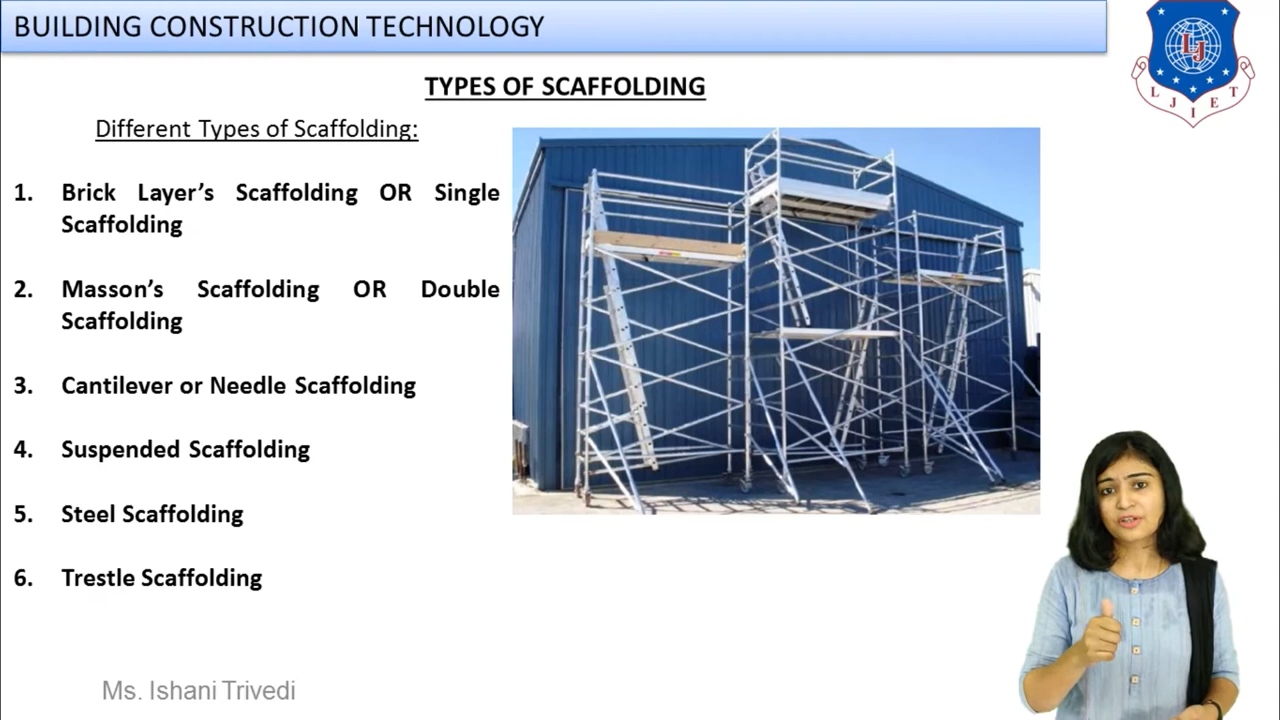 BUILDING CONSTRUCTION TECHNOLOGY
TYPES OF SCAFFOLDING
Different Types of Scaffolding:
1. Brick Layer’s Scaffolding OR Single
Scaffolding
2. Masson’s Scaffolding OR Double
Scaffolding
3. Cantilever or Needle Scaffolding
4. Suspended Scaffolding
5. Steel Scaffolding
6. Trestle Scaffolding
Ms. Ishani Trivedi
LJ
LJIET